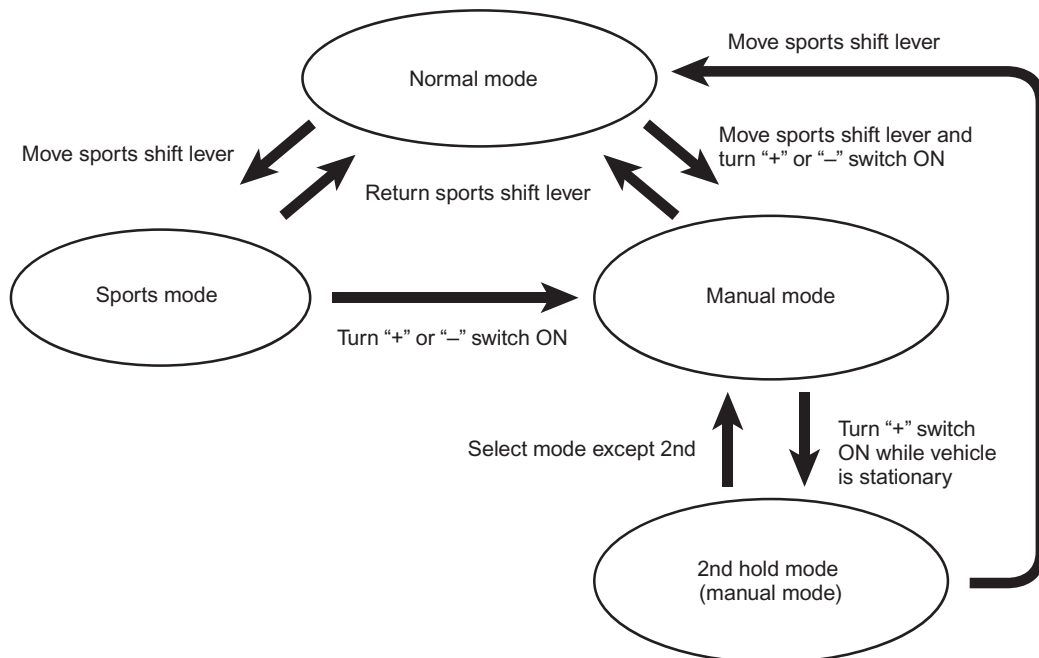 Move sports shift lever
Normal mode
Move sports shift lever
Move sports shift lever and
turn “+” or “–” switch ON
Return sports shift lever
Sports mode
Manual mode
Turn “+” or “–” switch ON
Select mode except 2nd
Turn “+” switch
ON while vehicle
is stationary
2nd hold mode
(manual mode)